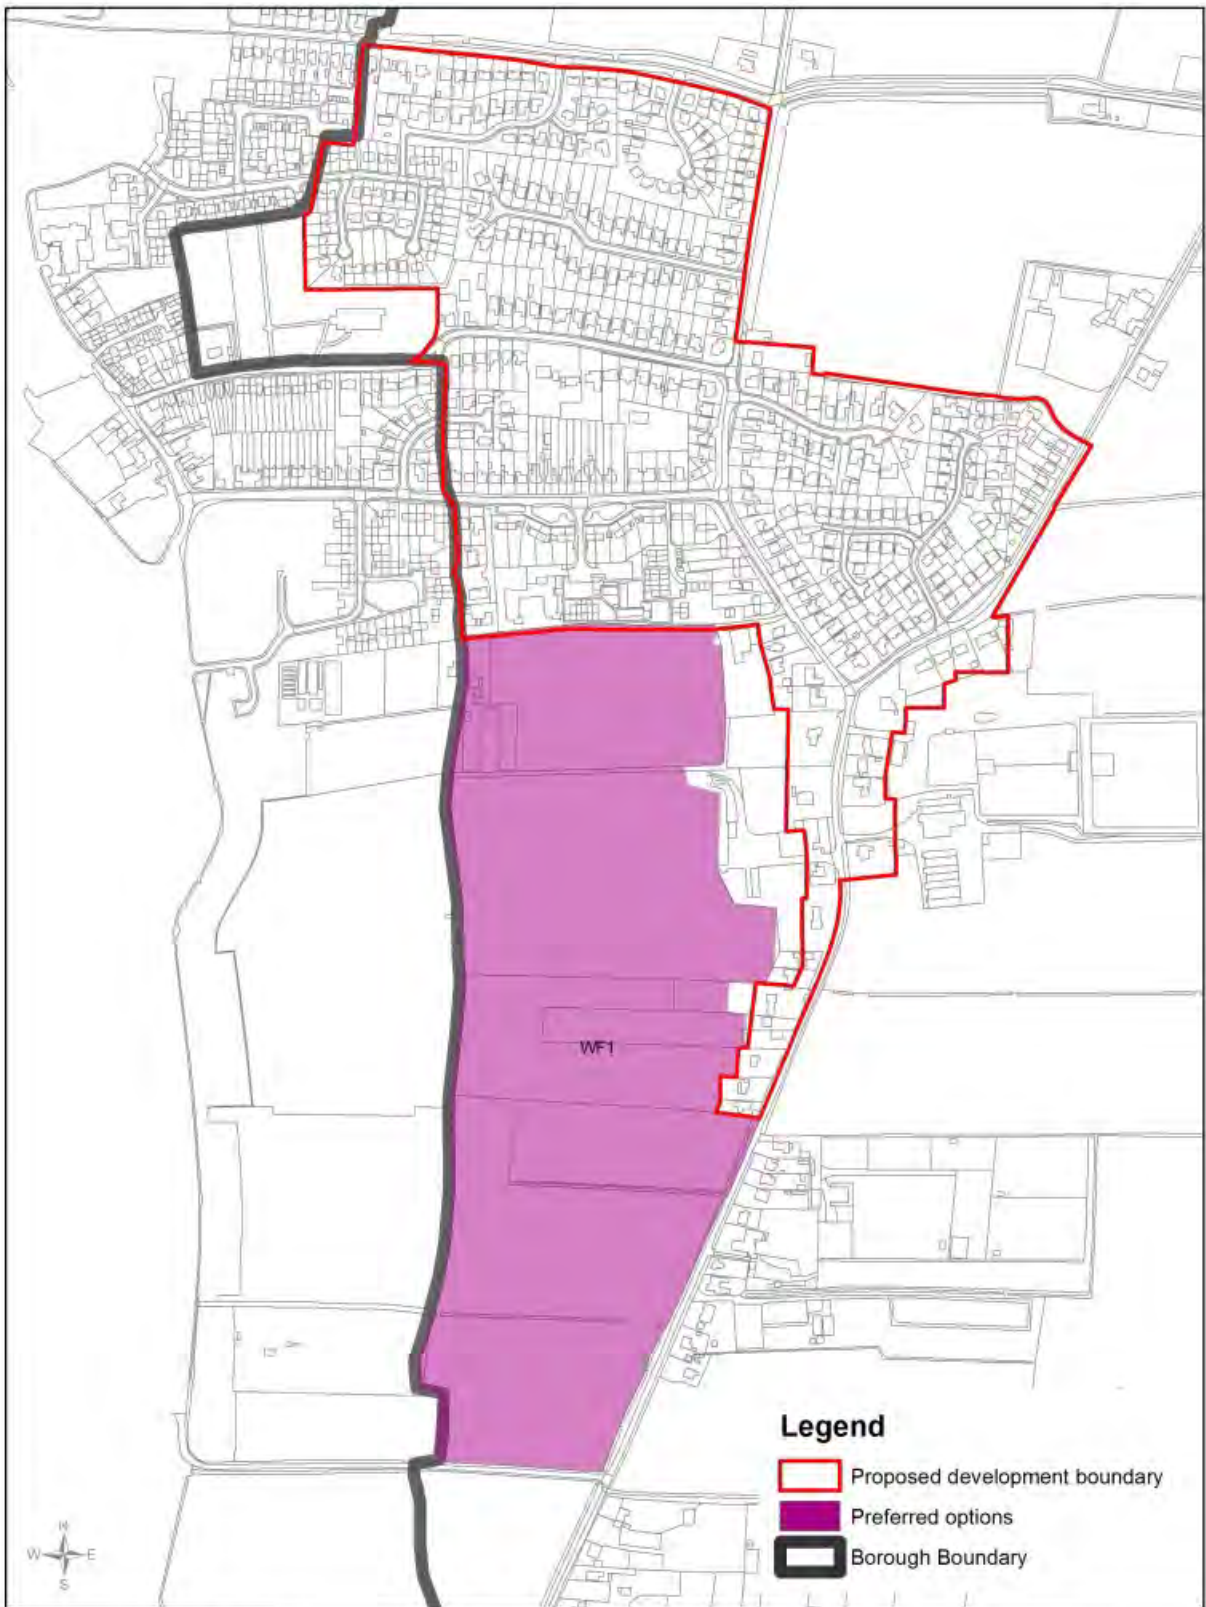 WF1
Legend
Proposed development boundary
Preferred options
Borough Boundary
N
W E
S